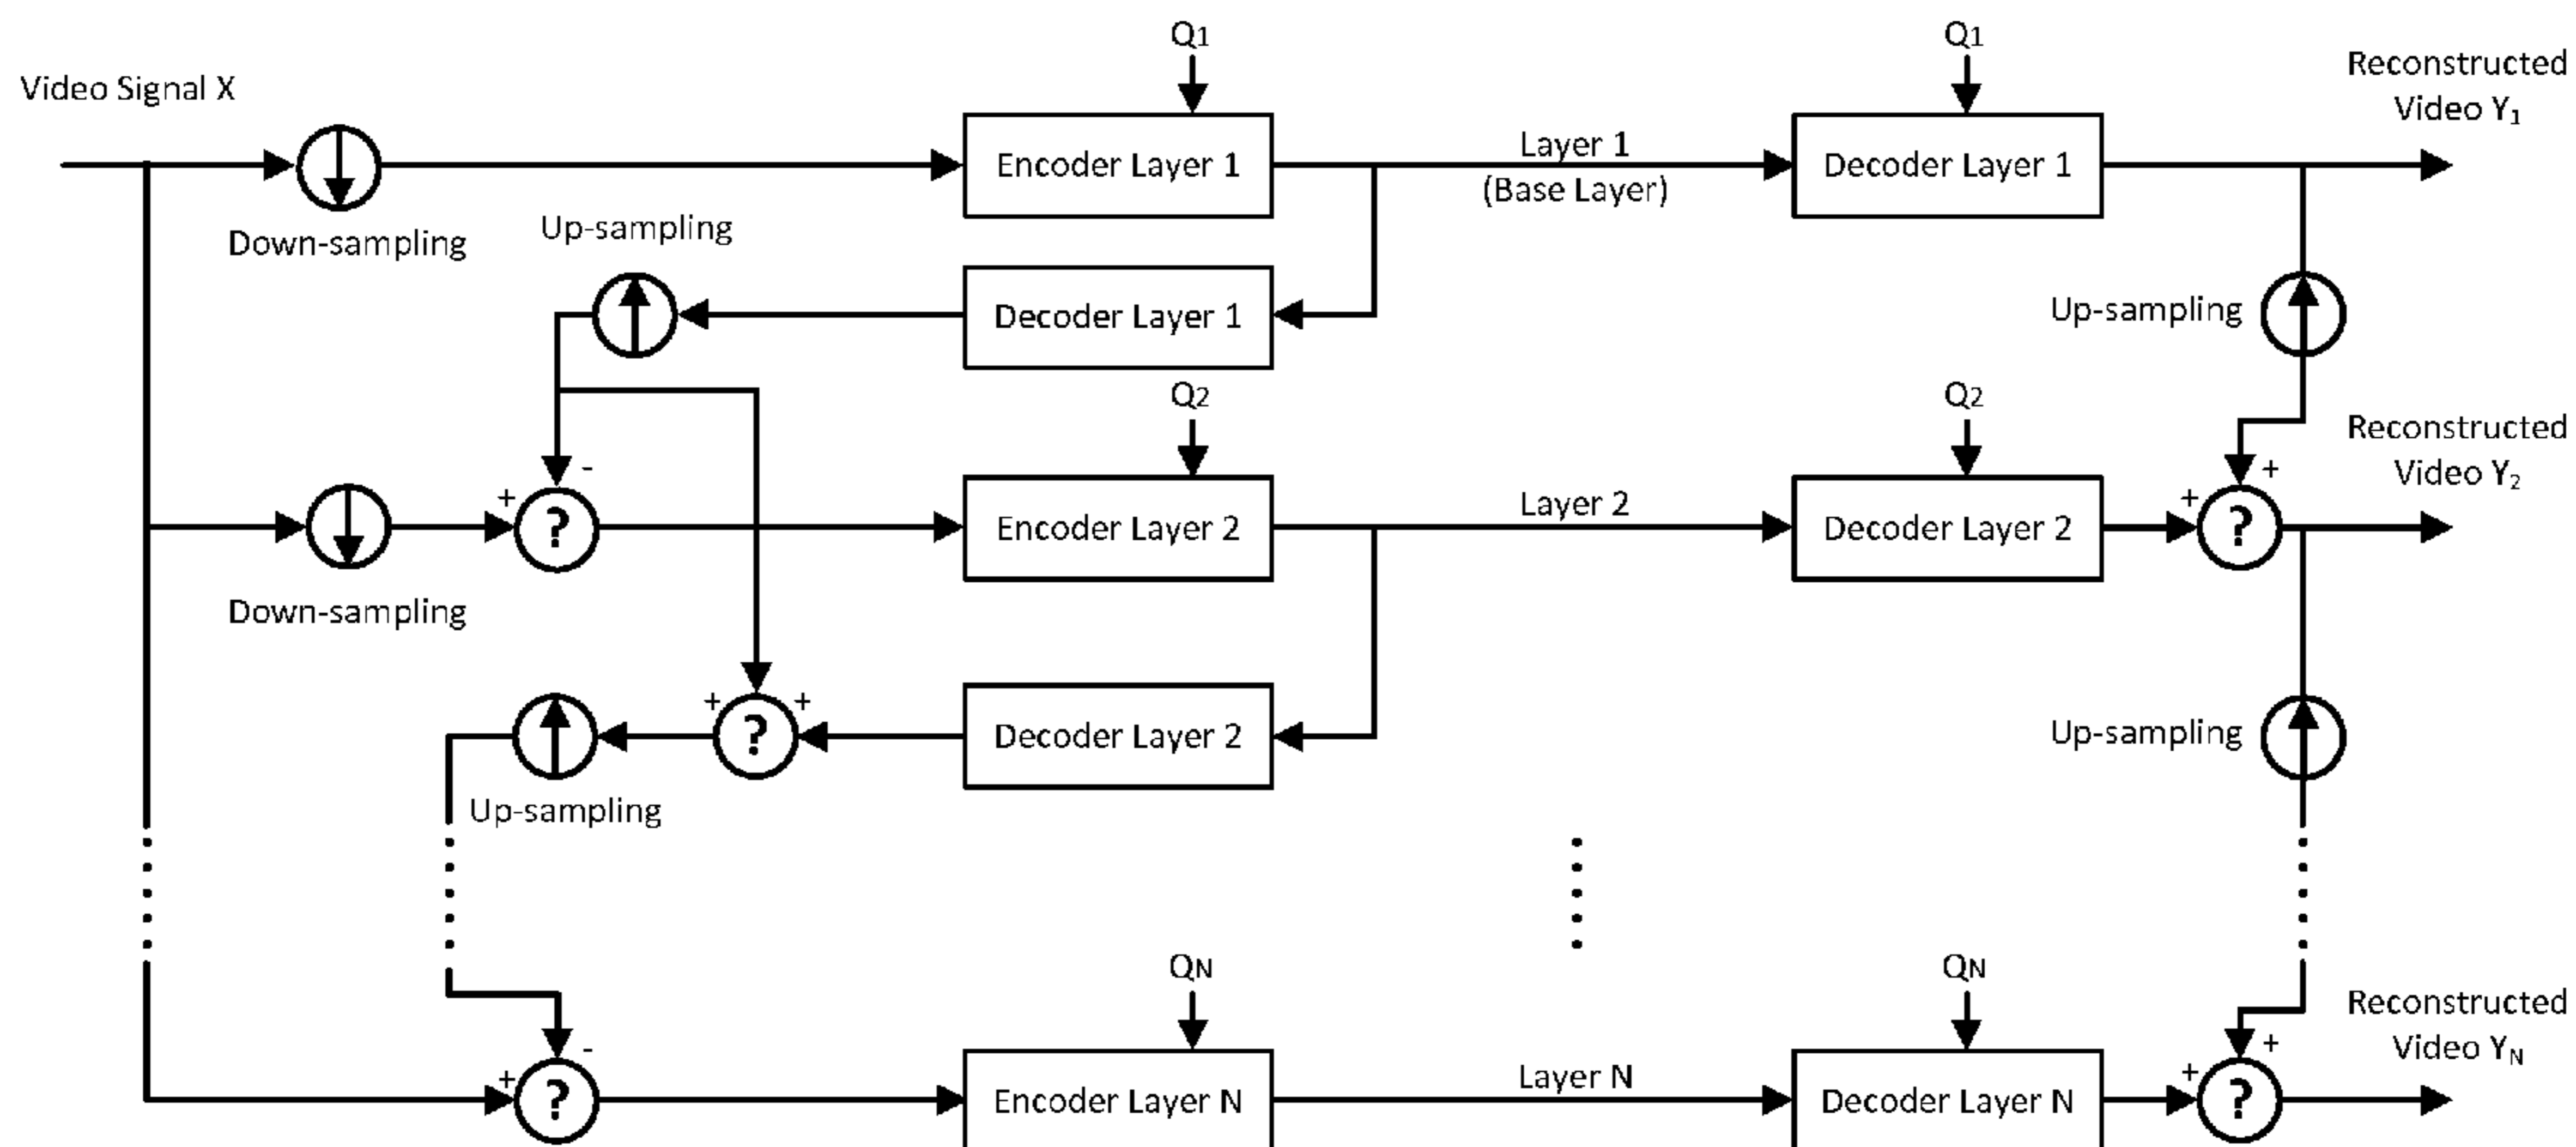 Q1
Q1
Reconstructed
Video Y1
Video Signal X
Encoder Layer 1
Layer 1
(Base Layer)
Decoder Layer 1
Down-sampling
Up-sampling
Decoder Layer 1
Up-sampling
Q2
Q2
Reconstructed
Video Y2
-
+
?
Encoder Layer 2
Layer 2
Decoder Layer 2
+
+
?
Down-sampling
+
+
?
Decoder Layer 2
Up-sampling
Up-sampling
QN
QN
Reconstructed
Video YN
-
+
?
Encoder Layer N
Layer N
Decoder Layer N
+
+
?